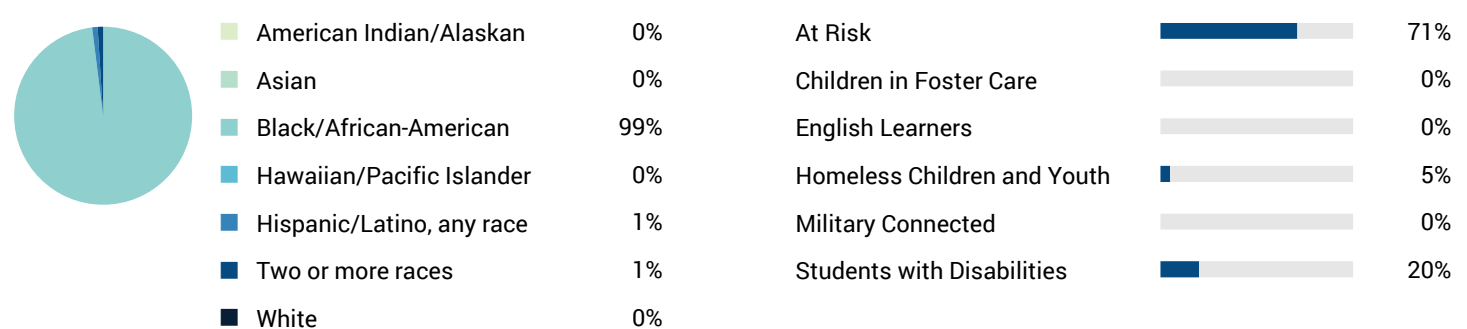 American Indian/Alaskan 0%
Asian 0%
Black/African-American 99%
Hawaiian/Pacific Islander 0%
Hispanic/Latino, any race 1%
Two or more races 1%
White 0%
At Risk 71%
Children in Foster Care 0%
English Learners 0%
Homeless Children and Youth 5%
Military Connected 0%
Students with Disabilities 20%